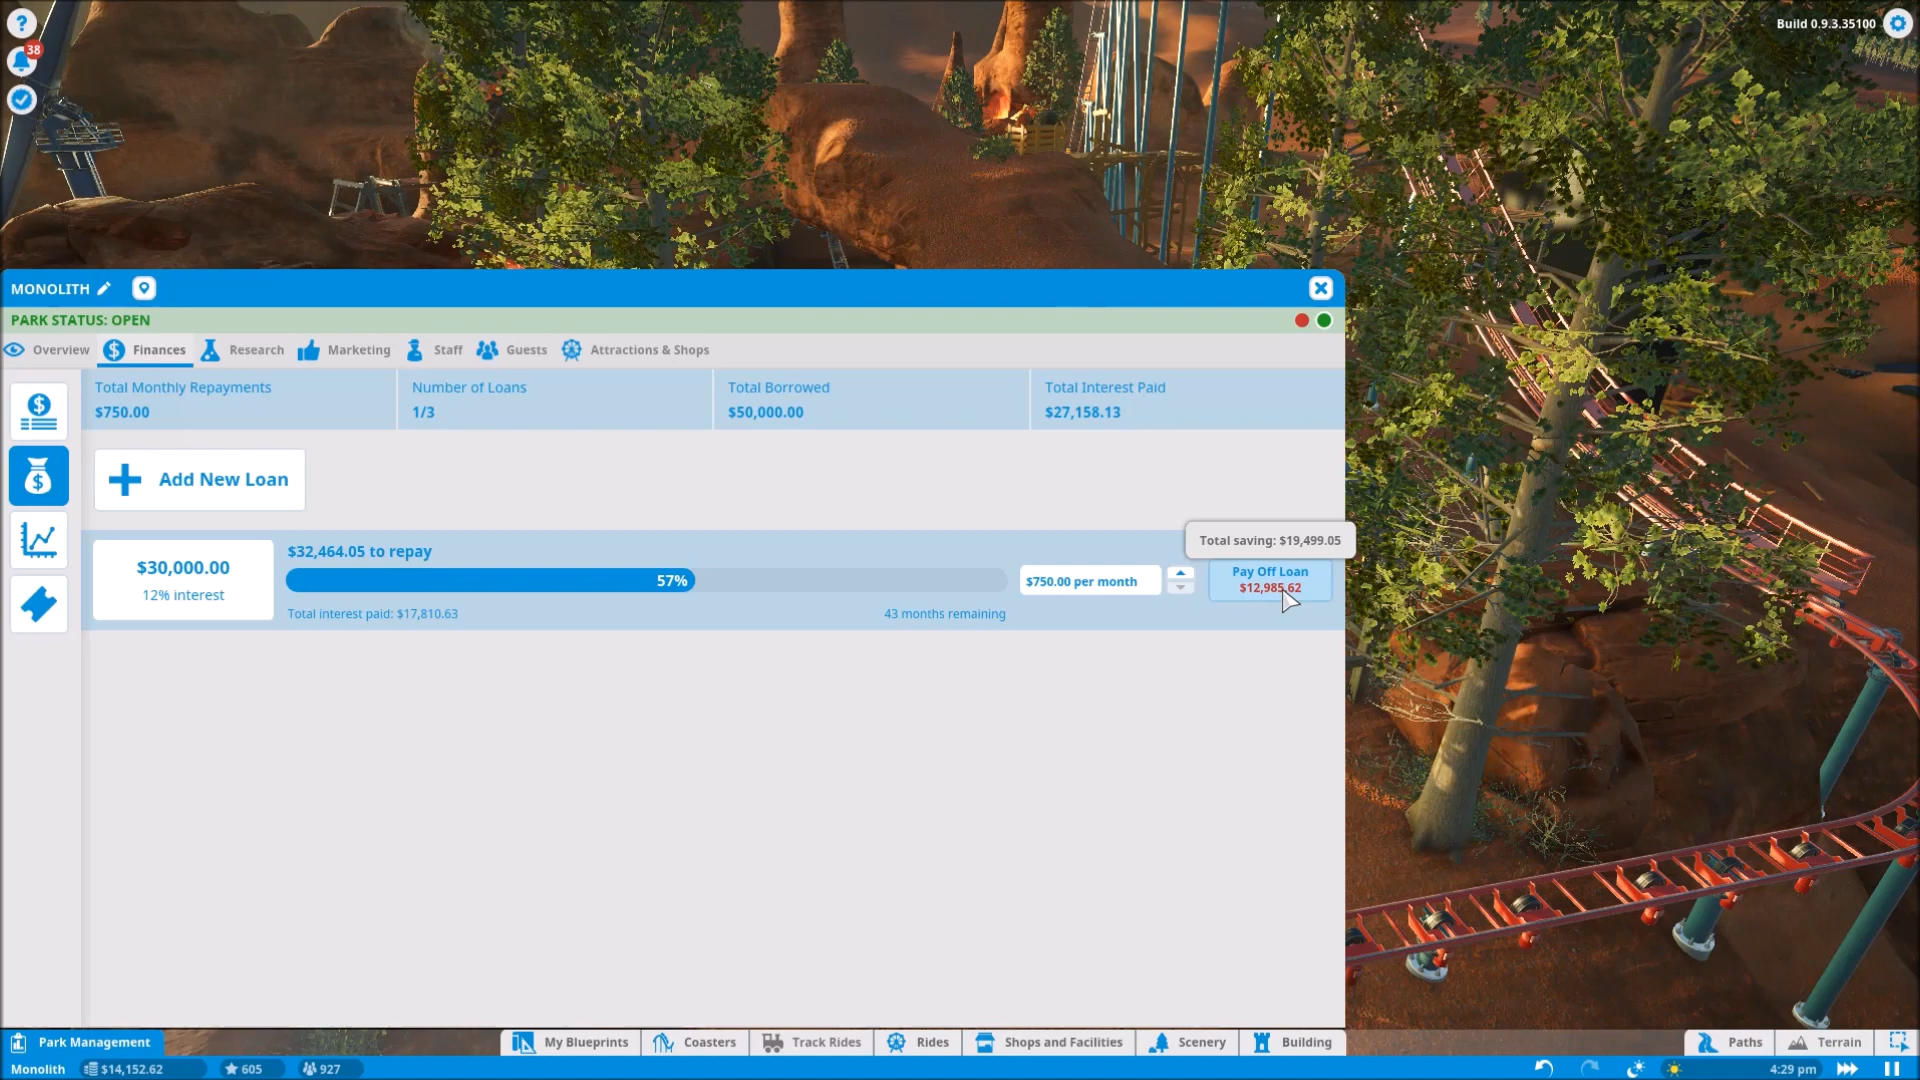 ?
38
Build 0.9.3.35100
MONOLITH
PARK STATUS: OPEN
Overview
Finances
Research
Marketing
Staff
Guests
Attractions & Shops
Total Monthly Repayments
$750.00
Number of Loans
1/3
Total Borrowed
$50,000.00
Total Interest Paid
$27,158.13
Add New Loan
Total saving: $19,499.05
$30,000.00
12% interest
$32,464.05 to repay
57%
Total interest paid: $17,810.63
43 months remaining
$750.00 per month
Pay Off Loan
$12,985.62
Park Management
My Blueprints
Coasters
Track Rides
Rides
Shops and Facilities
Scenery
Building
Paths
Terrain
Monolith
$14,152.62
605
927
4:29 pm